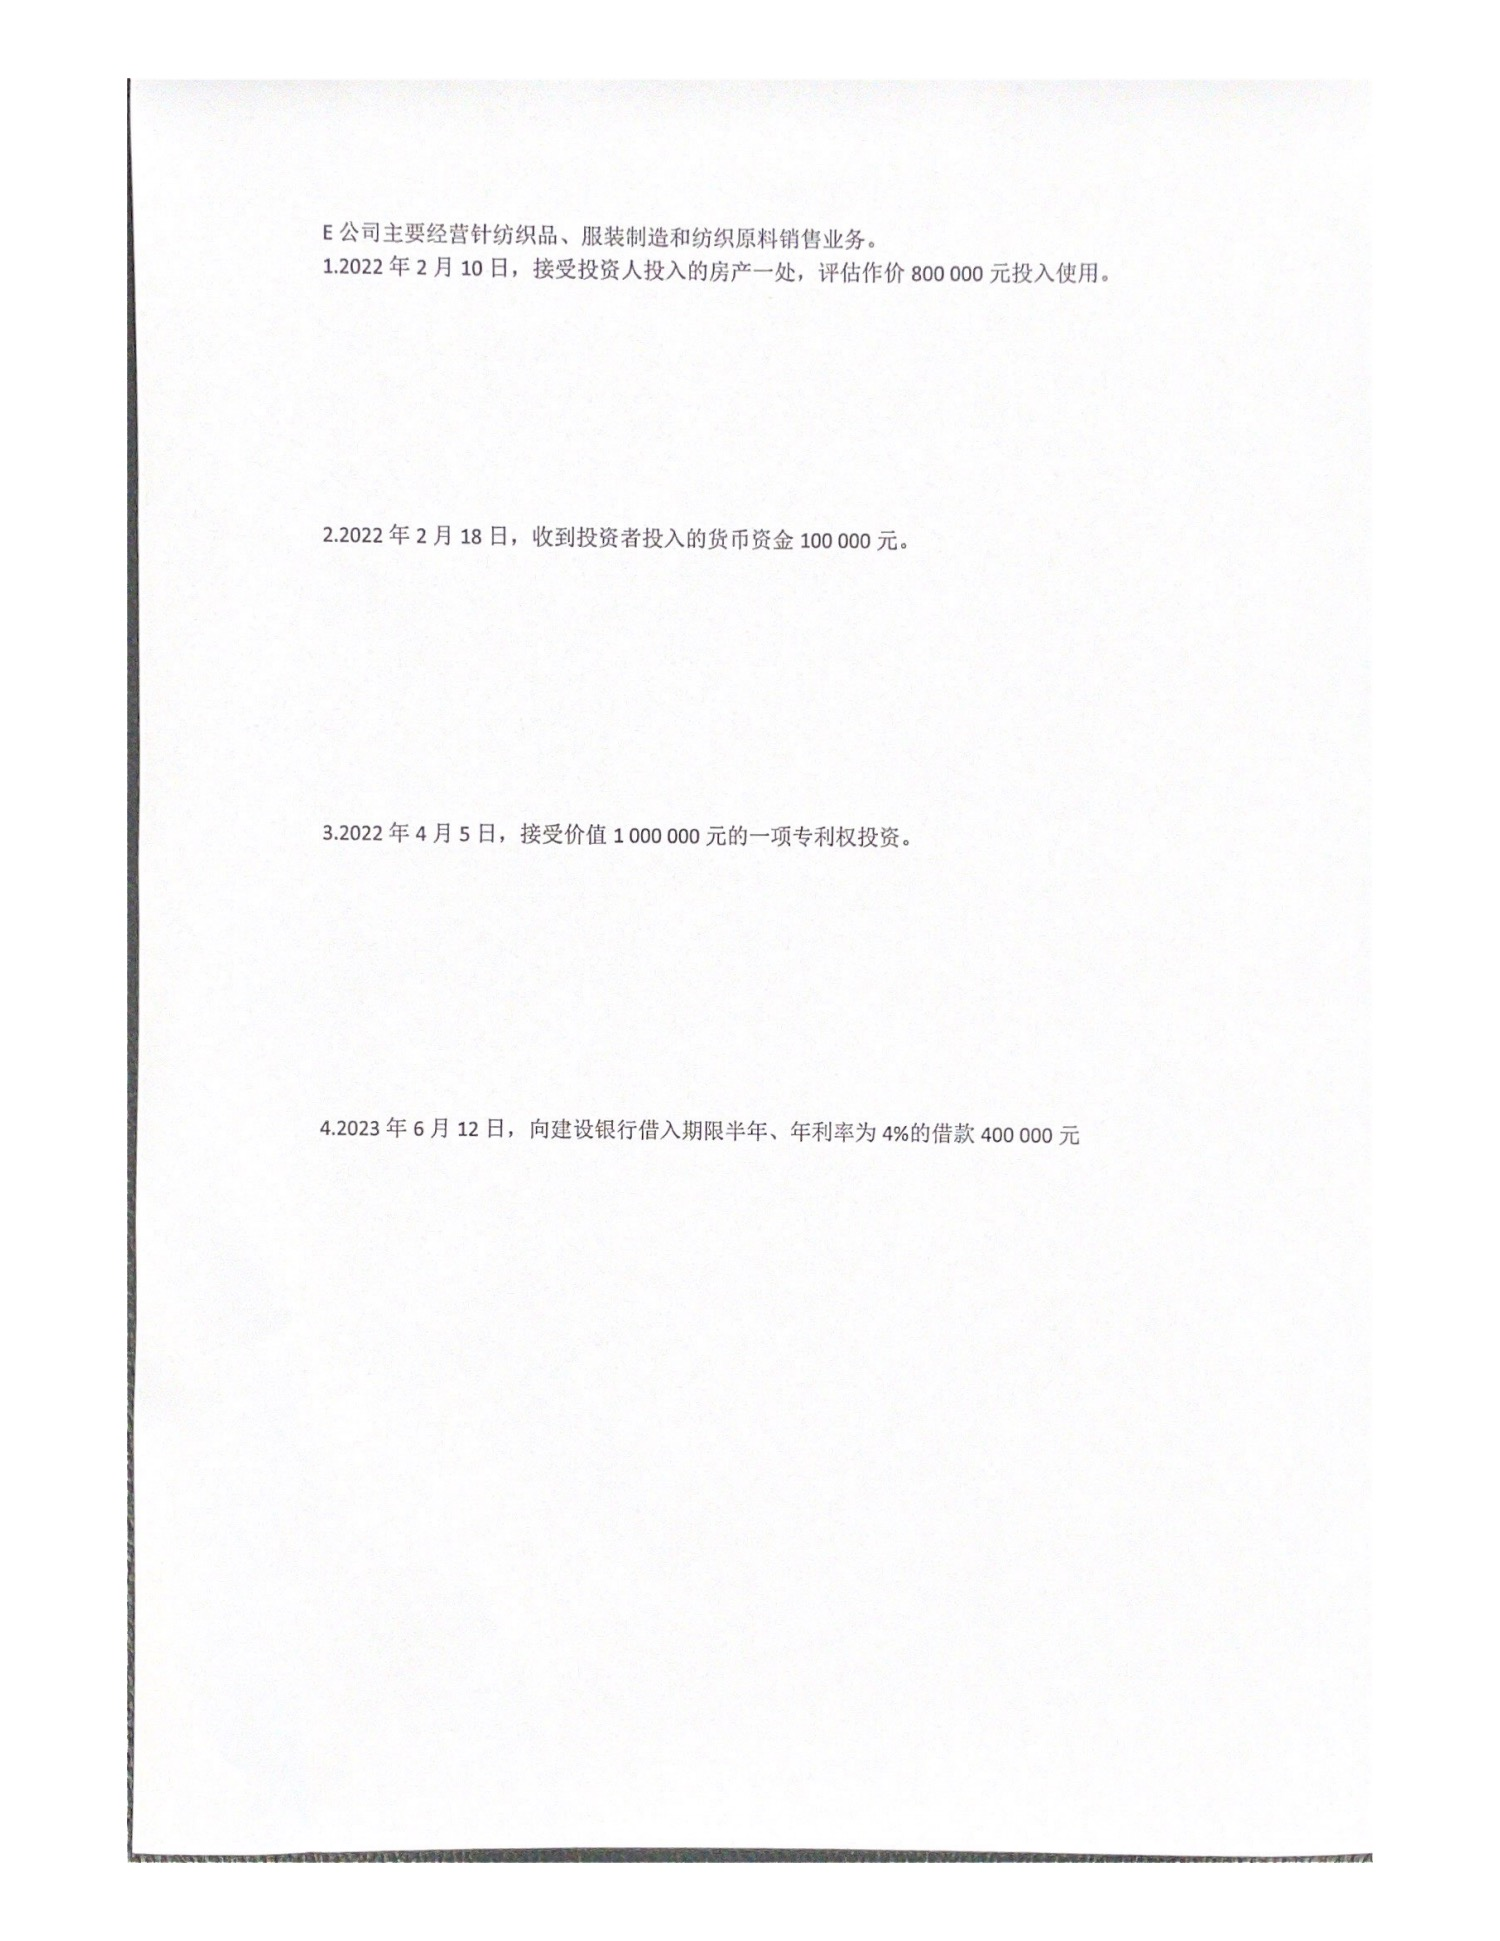 E 公司主要经营针纺织品、服装制造和纺织原料销售业务。
1.2022 年 2 月 10 日，接受投资人投入的房产一处，评估作价 800 000 元投入使用。
2.2022 年 2 月 18 日，收到投资者投入的货币资金 100 000 元。
3.2022 年 4 月 5 日，接受价值 1 000 000 元的一项专利权投资。
4.2023 年 6 月 12 日，向建设银行借入期限半年、年利率为 4%的借款 400 000 元